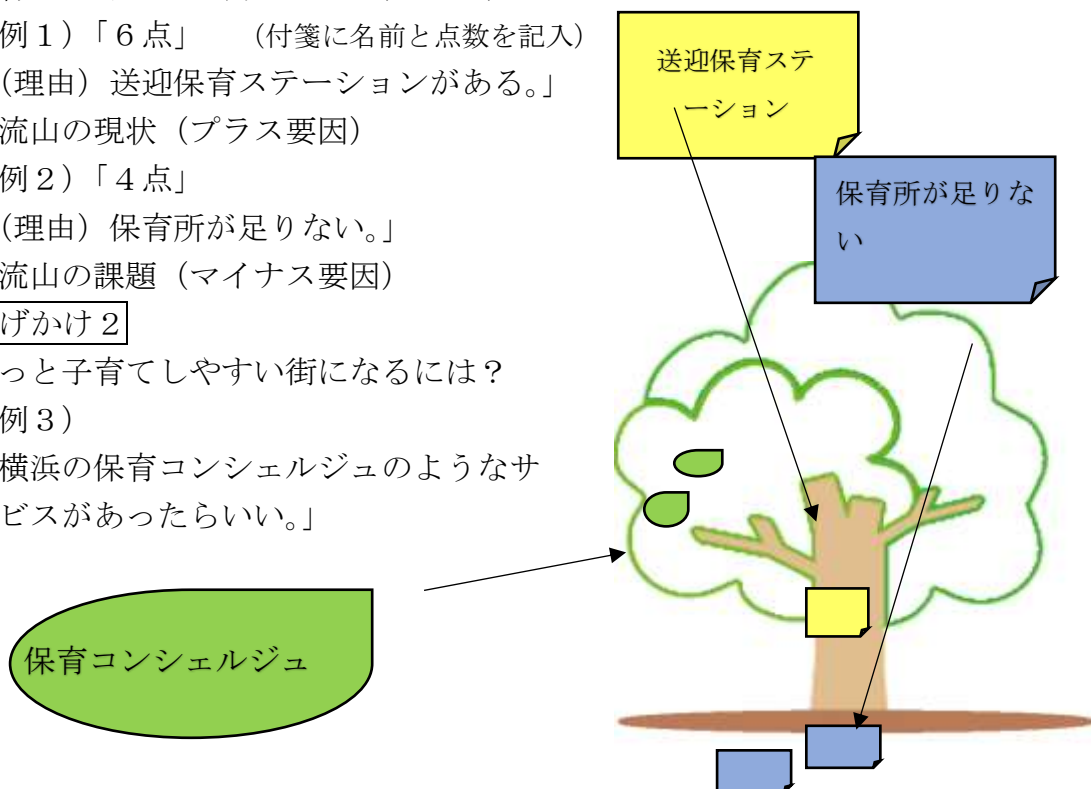 例１）「６点」　（付箋に名前と点数を記入）
（理由）送迎保育ステーションがある。」
流山の現状（プラス要因）
例２）「４点」
（理由）保育所が足りない。」
流山の課題（マイナス要因）
げかけ２
っと子育てしやすい街になるには？
例３）
横浜の保育コンシェルジュのようなサ
ビスがあったらいい。」
送迎保育ステ
ーション
保育所が足りな
い
保育コンシェルジュ